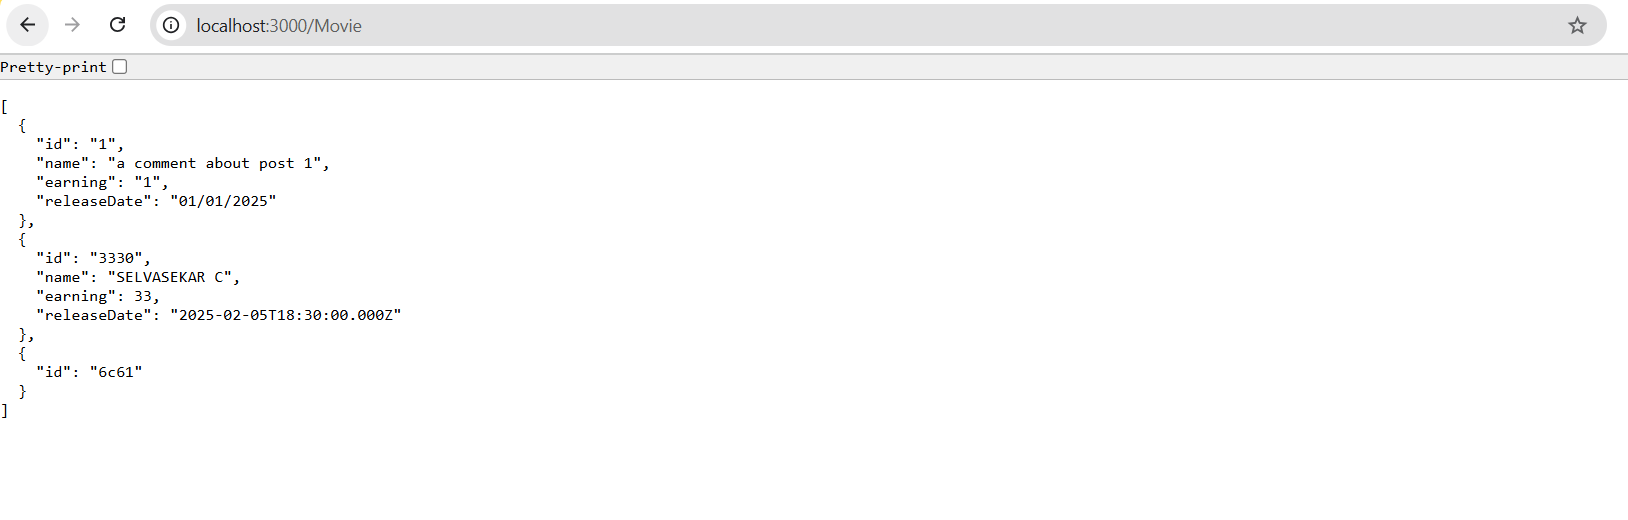 localhost:3000/Movie
Pretty-print
[
  {
    "id": "1",
    "name": "a comment about post 1",
    "earning": "1",
    "releaseDate": "01/01/2025"
  },
  {
    "id": "3330",
    "name": "SELVASEKAR C",
    "earning": 33,
    "releaseDate": "2025-02-05T18:30:00.000Z"
  },
  {
    "id": "6c61"
  }
]